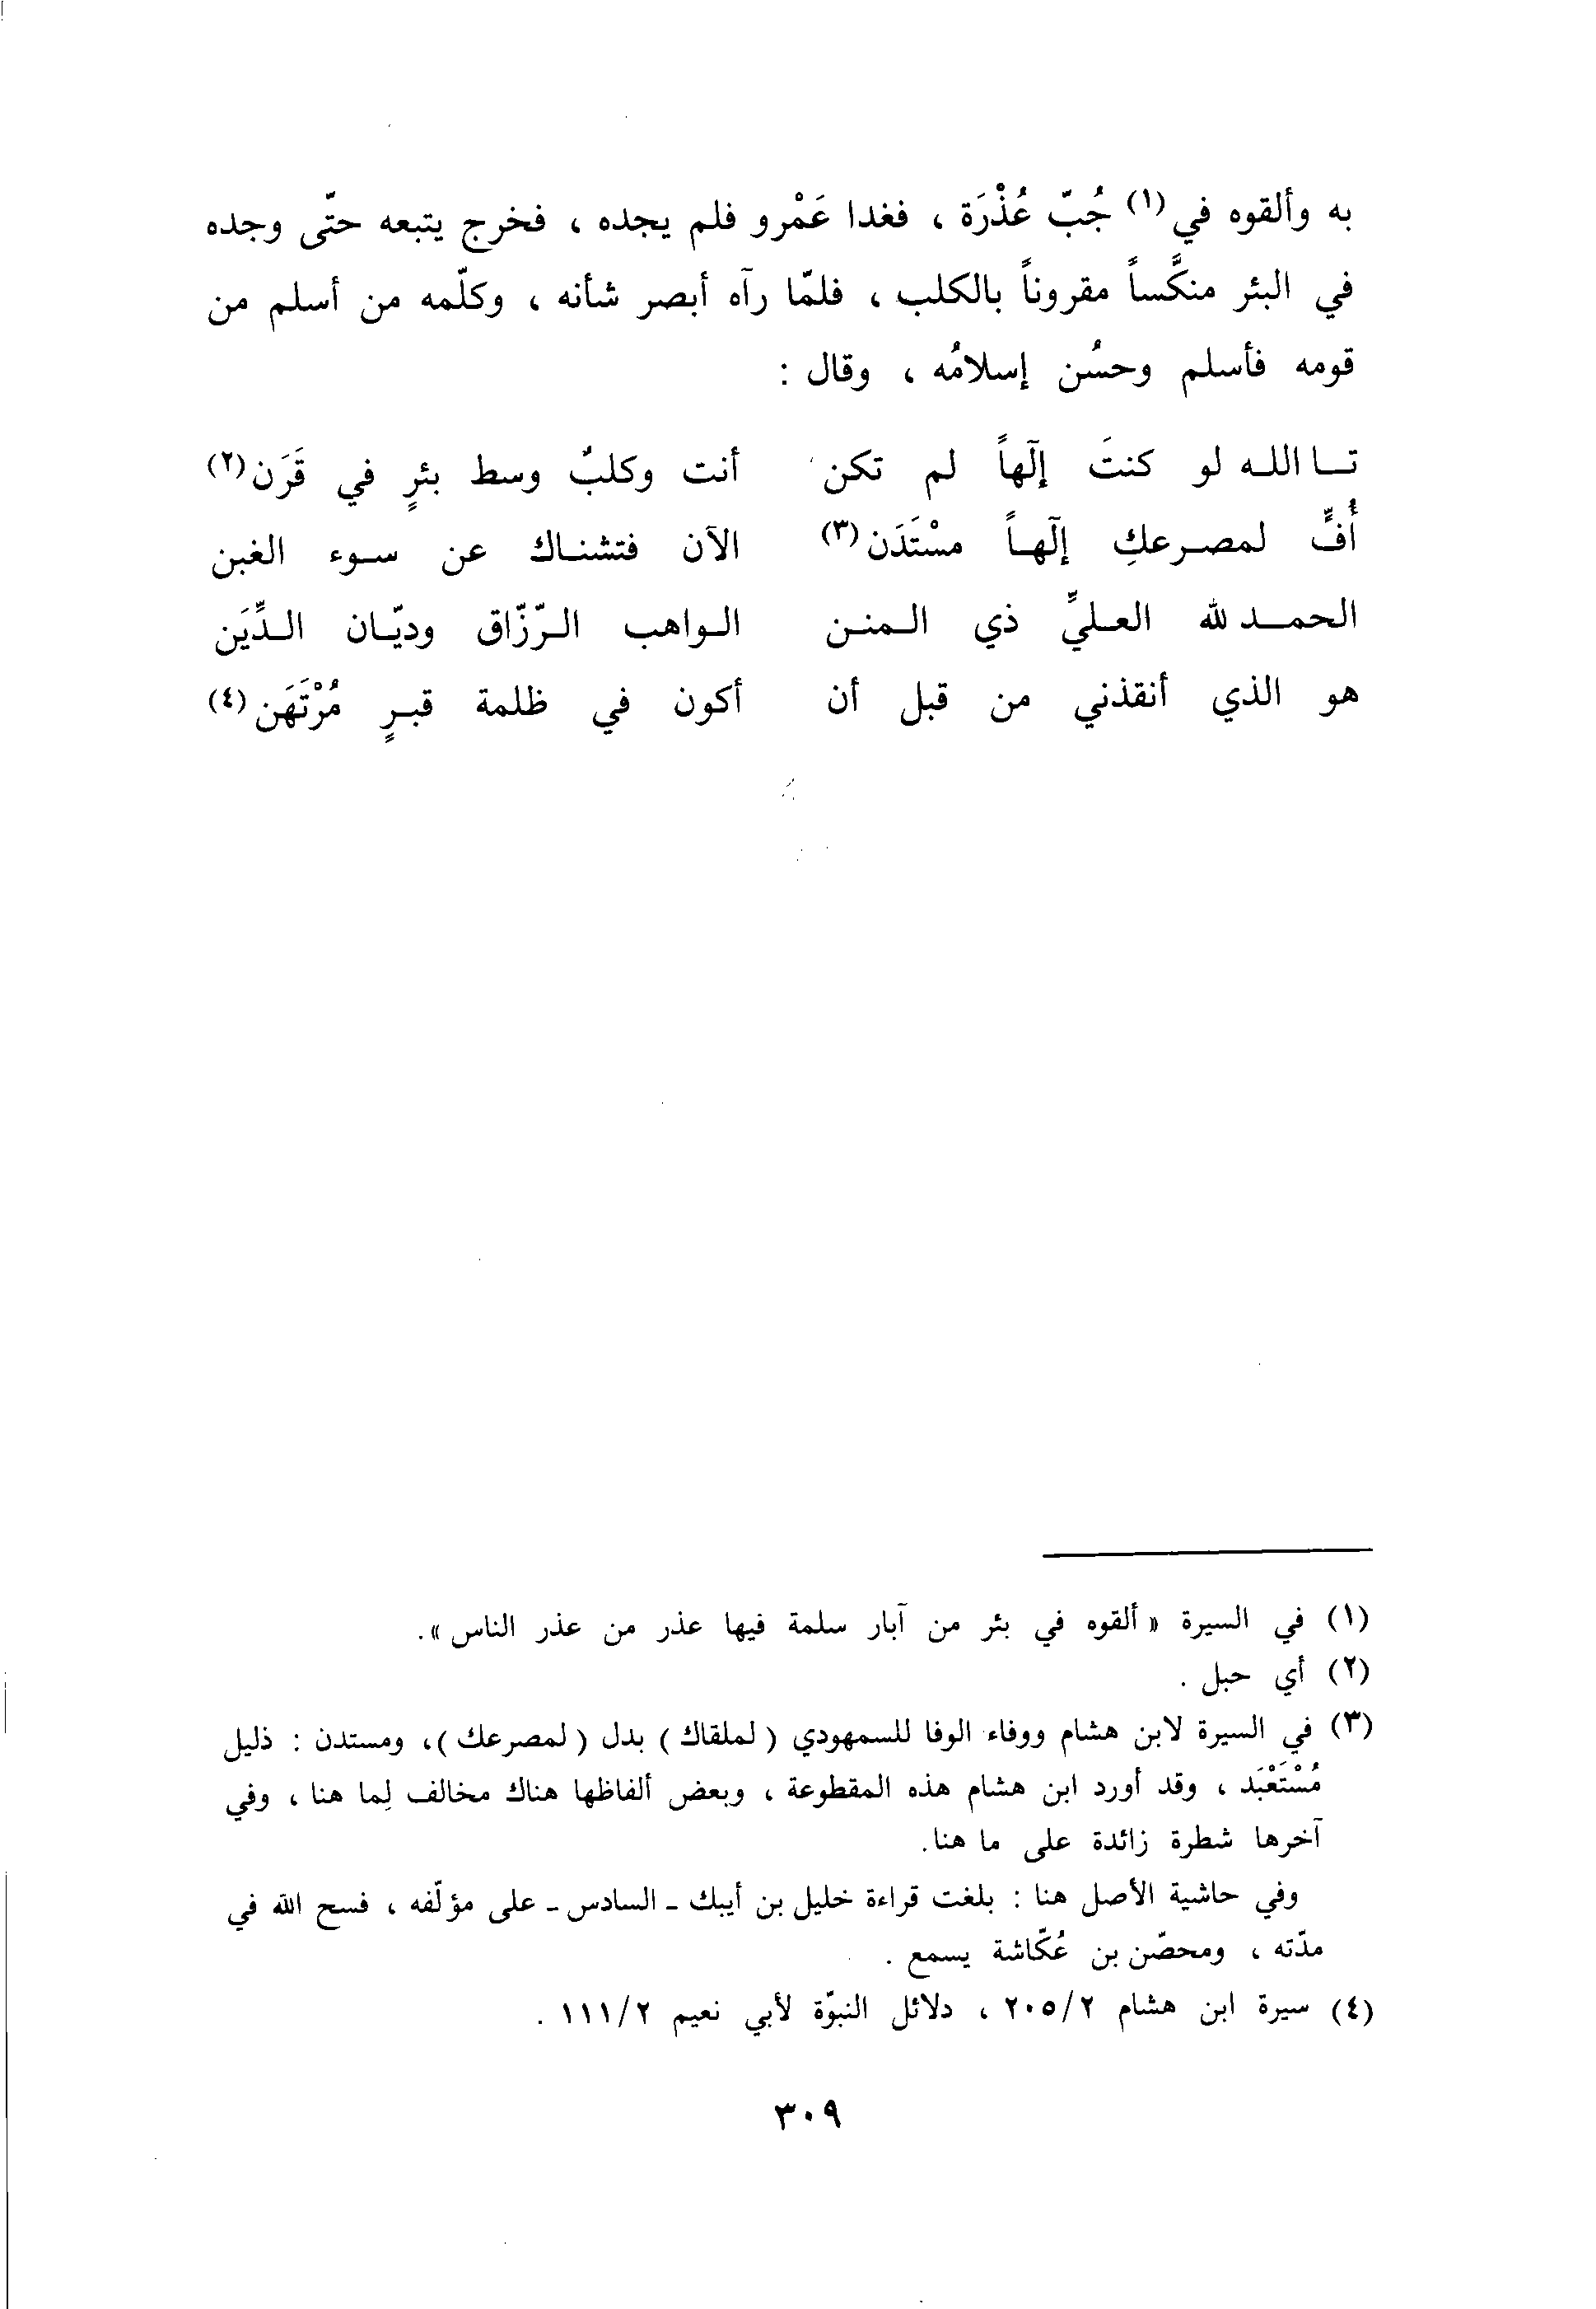 به وألقوه في (١) جُبّ عُذْرَة ، فغدا عَمْرو فلم يجده ، فخرج يتبعه حتّى وجده
في البئر منكَّساً مقروناً بالكلب ، فلمّا رآه أبصر شأنه ، وكلّمه من أسلم من
قومه فأسلم وحسُن إسلامُه ، وقال :
تـا اللـه لو كنتَ إلٓهاً لم تكن أنت وكلبٌ وسط بئرٍ في قَرَن (٢)
أُفٍّ لمصـرعكِ إلٓهـاً مسْتَدَن (٣) الآن فتشنـاك عن سـوء الغبن
الحمـد لله العـليِّ ذي الـمنـن الـواهب الـرّزّاق وديّـان الـدِّيَن
هو الذي أنقذني من قبل أن أكون في ظلمة قبـرٍ مُرْتَهَن (٤)
(١) في السيرة « ألقوه في بئر من آبار سلمة فيها عذر من عذر الناس ».
(٢) أي حبل .
(٣) في السيرة لابن هشام ووفاء الوفا للسمهودي ( لملقاك ) بدل ( لمصرعك )، ومستدن : ذليل
مُسْتَعْبَد ، وقد أورد ابن هشام هذه المقطوعة ، وبعض ألفاظها هناك مخالف لِما هنا ، وفي
آخرها شطرة زائدة على ما هنا.
وفي حاشية الأصل هنا : بلغت قراءة خليل بن أيبك ـ السادس ـ على مؤلّفه ، فسح الله في
مدّته ، ومحصّن بن عُكّاشة يسمع .
(٤) سيرة ابن هشام ٢٠٥/٢ ، دلائل النبوّة لأبي نعيم ١١١/٢ .
٣٠٩